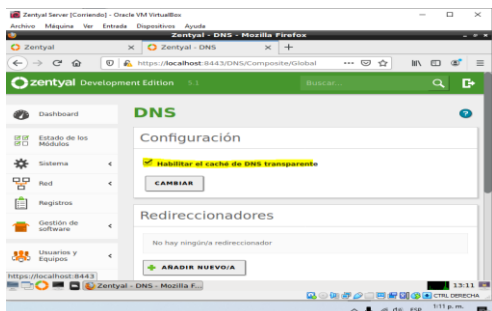 Zentyal Server [Corriendo] - Oracle VM VirtualBox
Archivo Máquina Ver Entrada Dispositivos Ayuda
Zentyal - DNS - Mozilla Firefox
Zentyal
Zentyal - DNS
https://localhost:8443/DNS/Composite/Global
zentyal Development Edition
Buscar...
Dashboard
DNS
Estado de los Módulos
Configuración
Sistema
Habilitar el caché de DNS transparente
Red
CAMBIAR
Registros
Redireccionadores
Gestión de software
No hay ningún/a redireccionador
Usuarios y Equipos
AÑADIR NUEVO/A
https://localhost:8443
Zentyal - DNS - Mozilla F...
13:11
CTRL DERECHA
ESP
1:11 p. m.